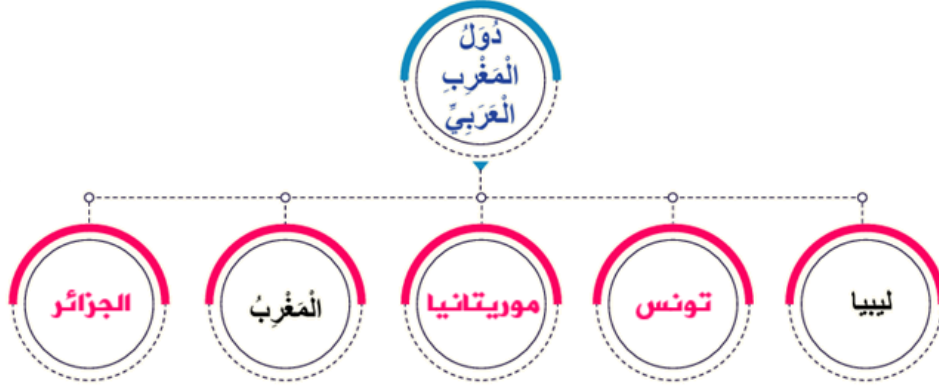 دُوَلُ
الْمَغْرِبِ
الْعَرَبِيِّ
ليبيا
تونس
موريتانيا
الْمَغْرِبُ
الجزائر